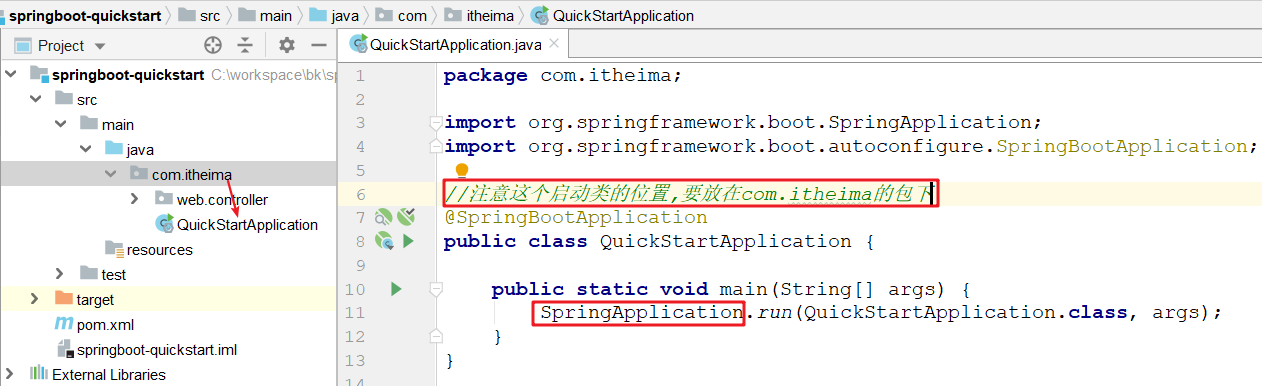 springboot-quickstart src main java com itheima QuickStartApplication
Project
springboot-quickstart C:\workspace\bk\sp
src
main
java
com.itheima
web.controller
QuickStartApplication
resources
test
target
pom.xml
springboot-quickstart.iml
External Libraries
QuickStartApplication.java
1 package com.itheima;
2
3 import org.springframework.boot.SpringApplication;
4 import org.springframework.boot.autoconfigure.SpringBootApplication;
5
6 //注意这个启动类的位置,要放在com.itheima的包下
7 @SpringBootApplication
8 public class QuickStartApplication {
9
10 public static void main(String[] args) {
11 SpringApplication.run(QuickStartApplication.class, args);
12 }
13 }
14